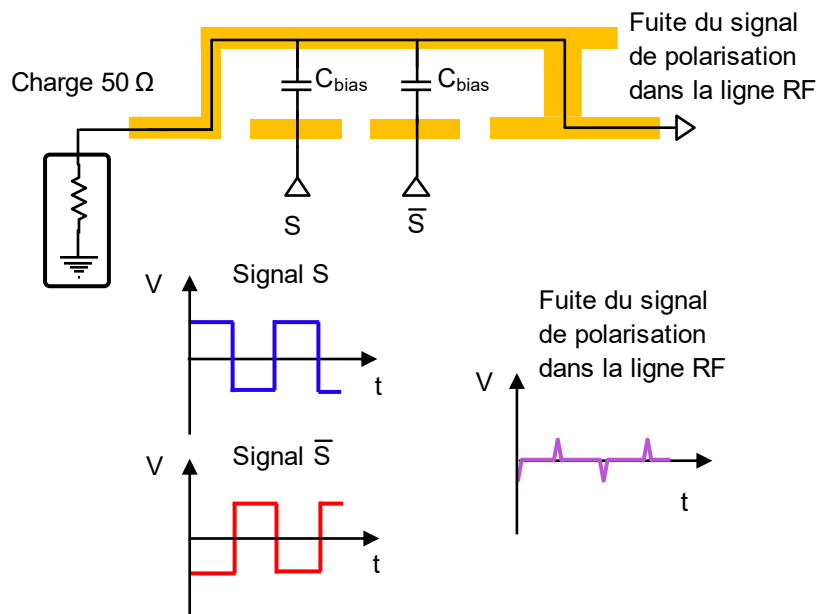 Fuite du signal
de polarisation
dans la ligne RF
Charge 50 Ω
C_bias
C_bias
S
S̅
Signal S
V
t
Signal S̅
V
t
Fuite du signal
de polarisation
dans la ligne RF
V
t